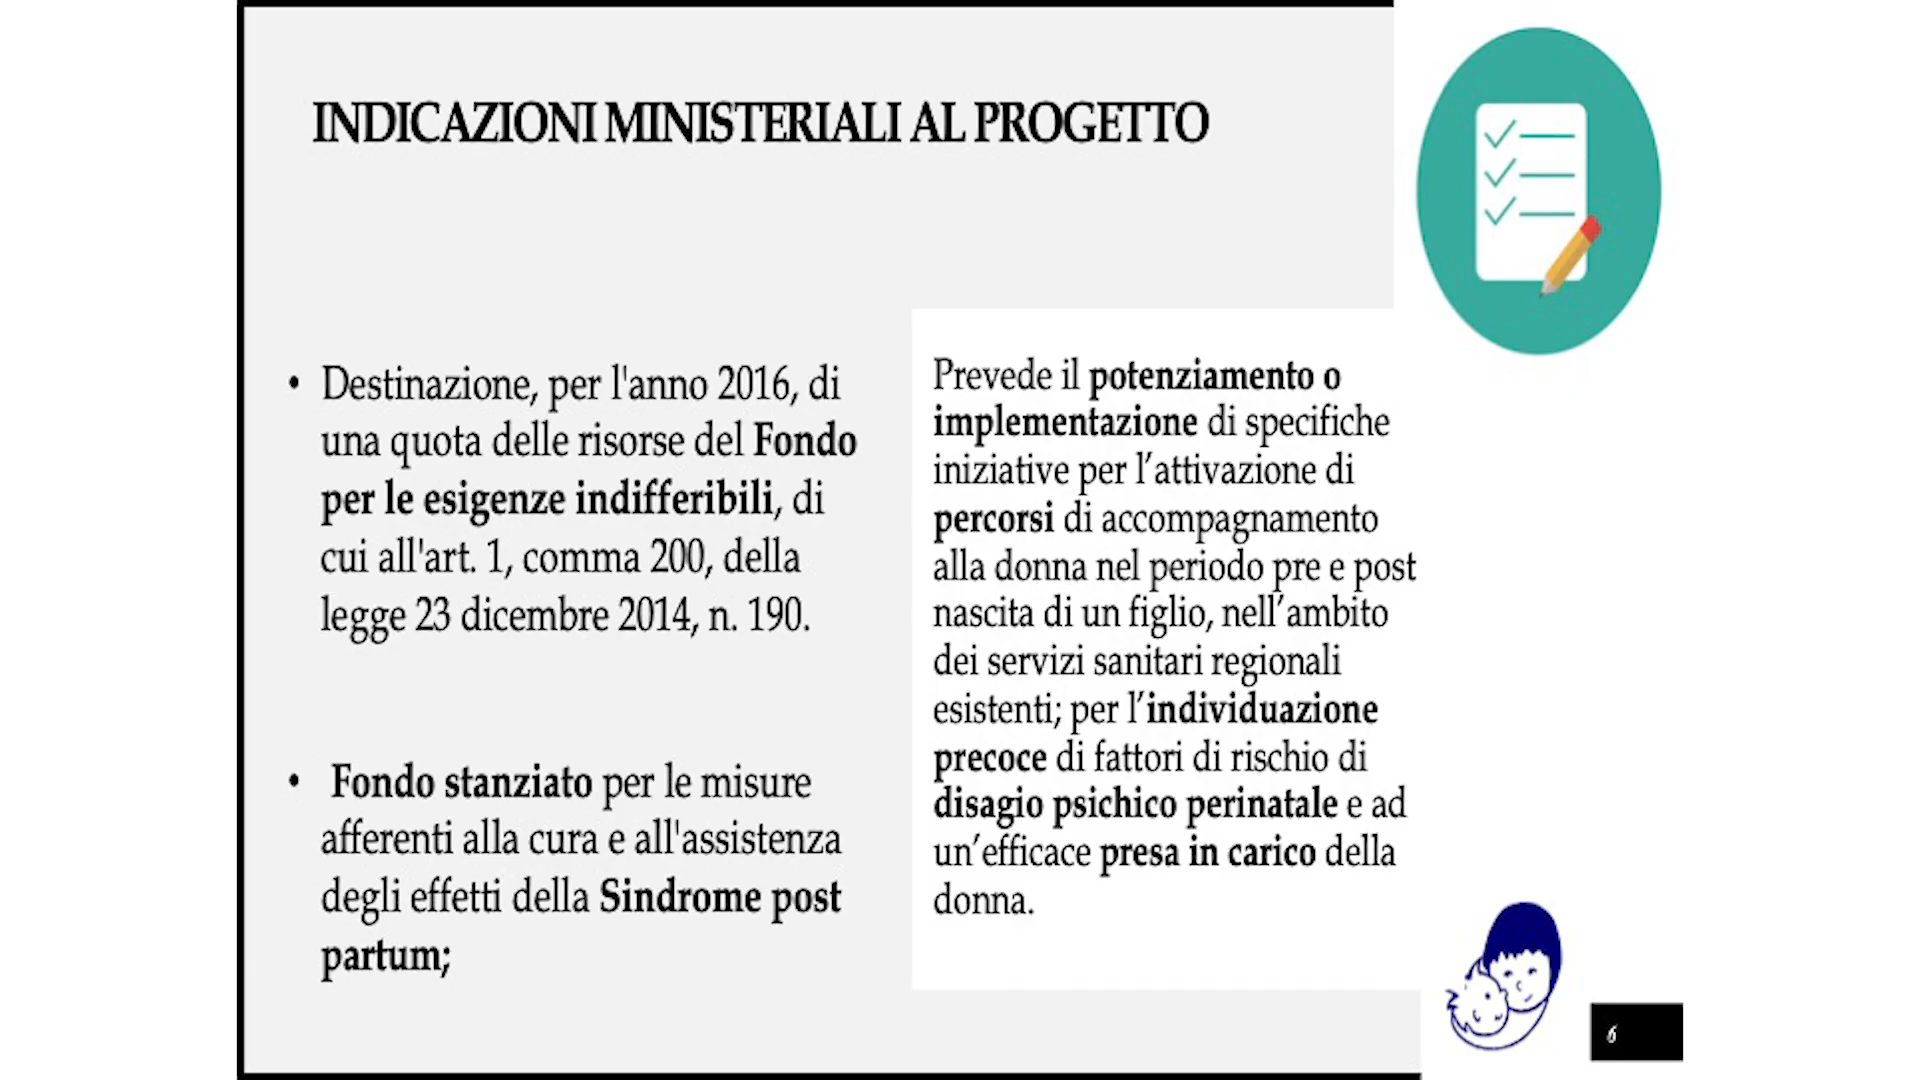 INDICAZIONI MINISTERIALI AL PROGETTO
• Destinazione, per l'anno 2016, di
una quota delle risorse del Fondo
per le esigenze indifferibili, di
cui all'art. 1, comma 200, della
legge 23 dicembre 2014, n. 190.
• Fondo stanziato per le misure
afferenti alla cura e all'assistenza
degli effetti della Sindrome post
partum;
Prevede il potenziamento o
implementazione di specifiche
iniziative per l’attivazione di
percorsi di accompagnamento
alla donna nel periodo pre e post
nascita di un figlio, nell’ambito
dei servizi sanitari regionali
esistenti; per l’individuazione
precoce di fattori di rischio di
disagio psichico perinatale e ad
un’efficace presa in carico della
donna.
6